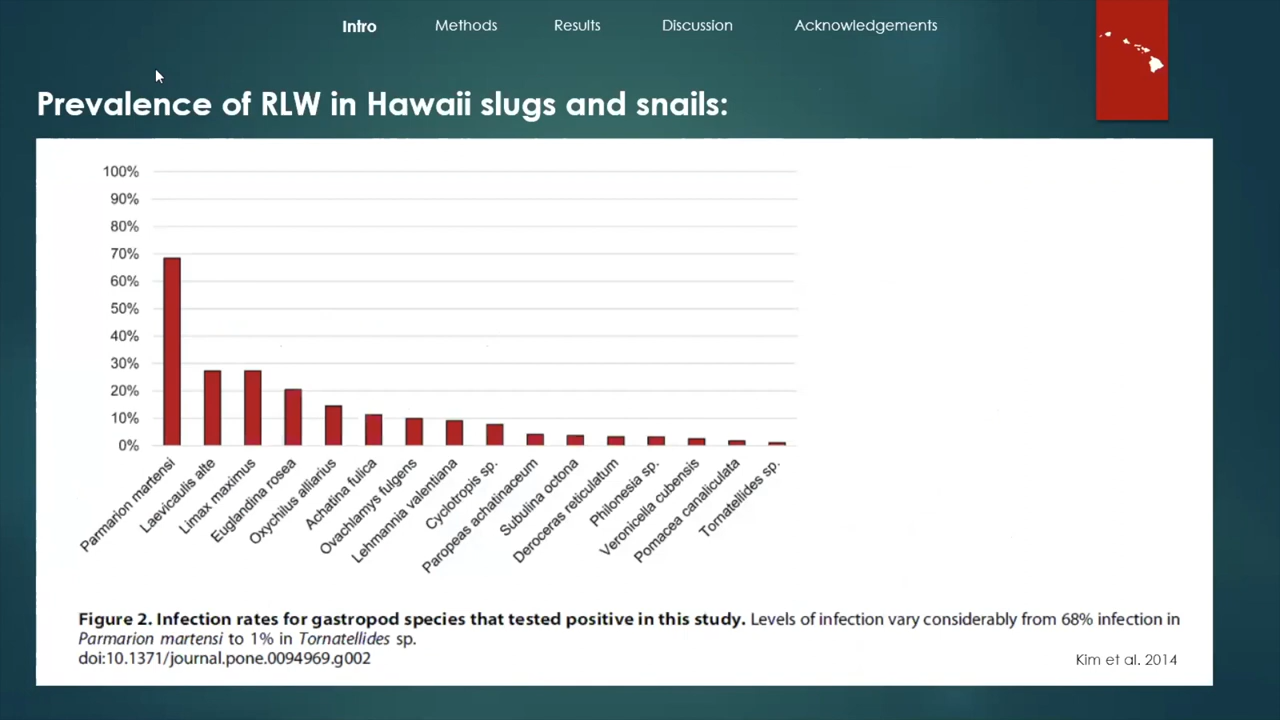 Intro Methods Results Discussion Acknowledgements
Prevalence of RLW in Hawaii slugs and snails:
100%
90%
80%
70%
60%
50%
40%
30%
20%
10%
0%
Parmarion martensi
Laevicaulis alte
Limax maximus
Euglandina rosea
Oxychilus alliarius
Achatina fulica
Ovachlamys fulgens
Lehmannia valentiana
Cyclotropis sp.
Paropeas achatinaceum
Subulina octona
Deroceras reticulatum
Philonesia sp.
Veronicella cubensis
Pomacea canaliculata
Tornatellides sp.
Figure 2. Infection rates for gastropod species that tested positive in this study. Levels of infection vary considerably from 68% infection in
Parmarion martensi to 1% in Tornatellides sp.
doi:10.1371/journal.pone.0094969.g002
Kim et al. 2014